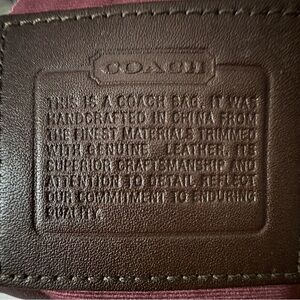 COACH
THIS IS A COACH BAG. IT WAS
HANDCRAFTED IN CHINA FROM
THE FINEST MATERIALS TRIMMED
WITH GENUINE LEATHER. ITS
SUPERIOR CRAFTSMANSHIP AND
ATTENTION TO DETAIL REFLECT
OUR COMMITMENT TO ENDURING
QUALITY.